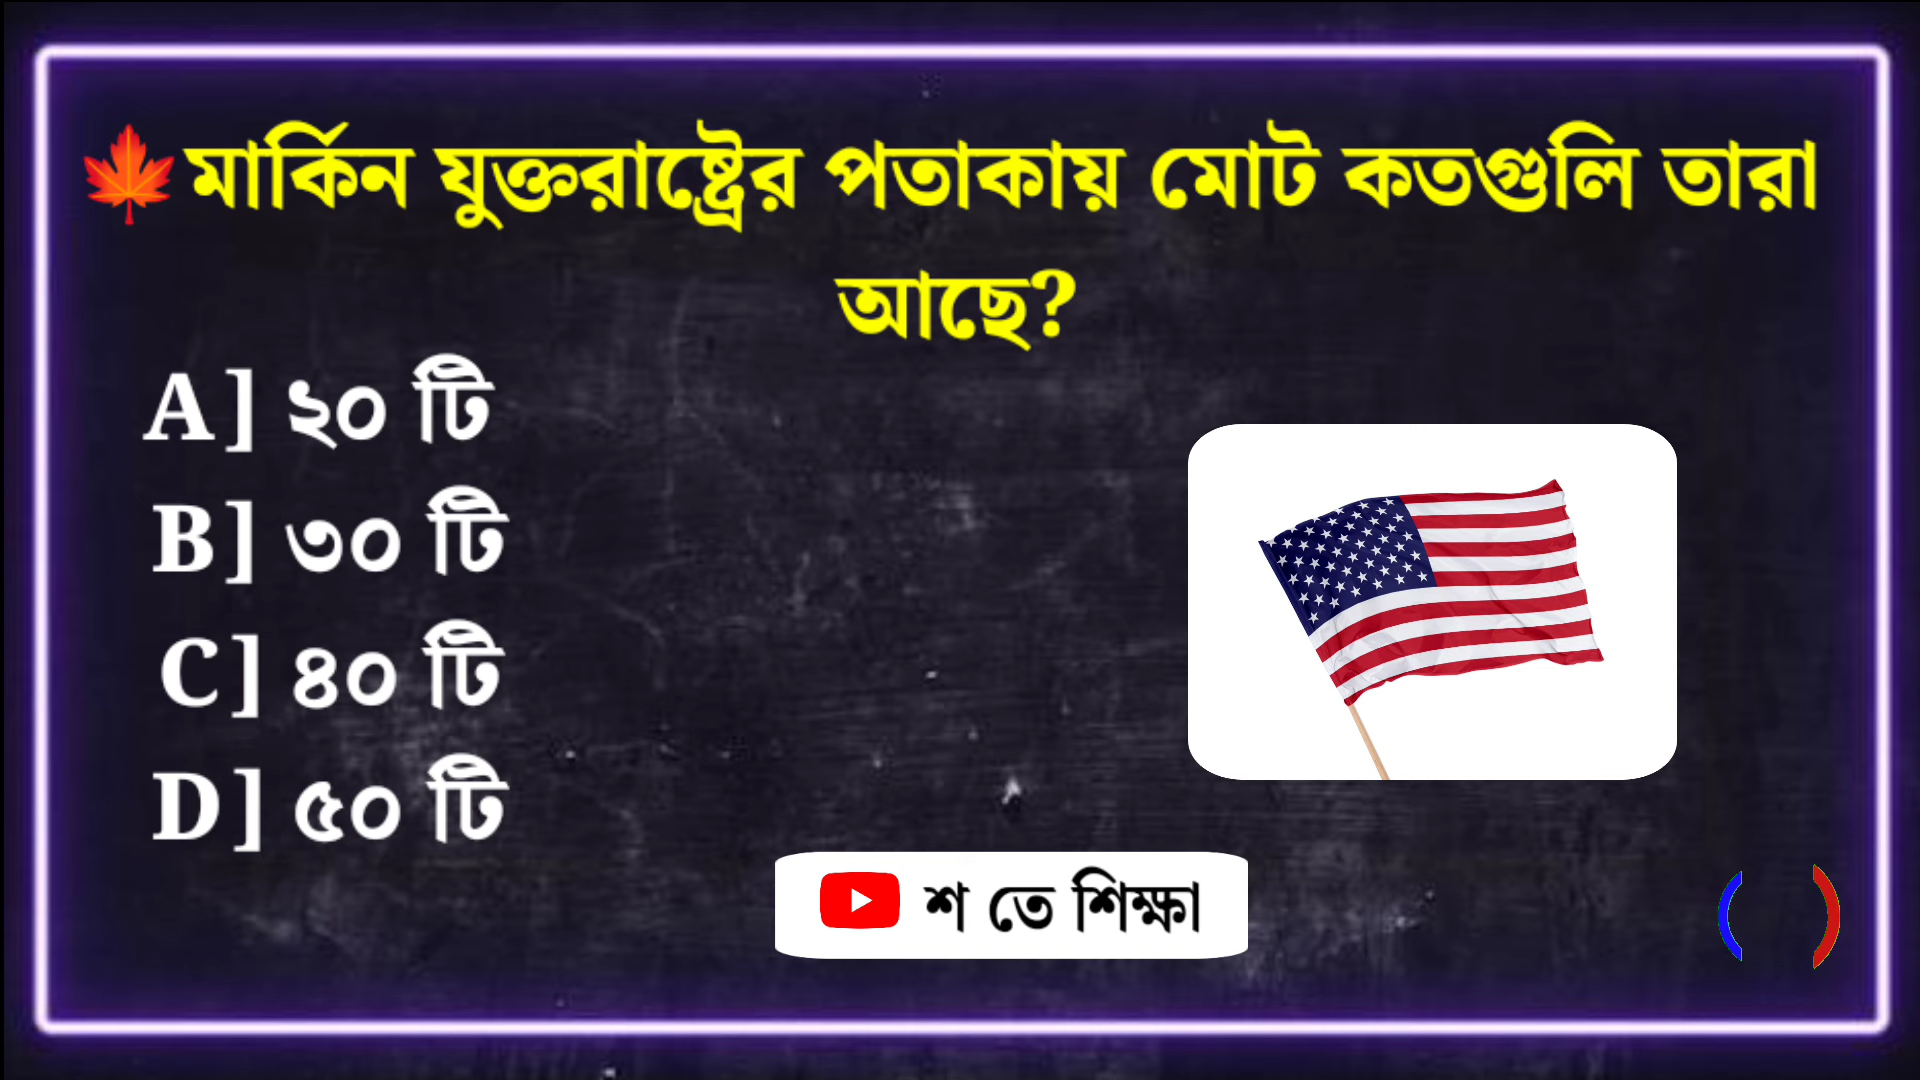 মার্কিন যুক্তরাষ্ট্রের পতাকায় মোট কতগুলি তারা
আছে?
A] ২০ টি
B] ৩০ টি
C] ৪০ টি
D] ৫০ টি
শ তে শিক্ষা